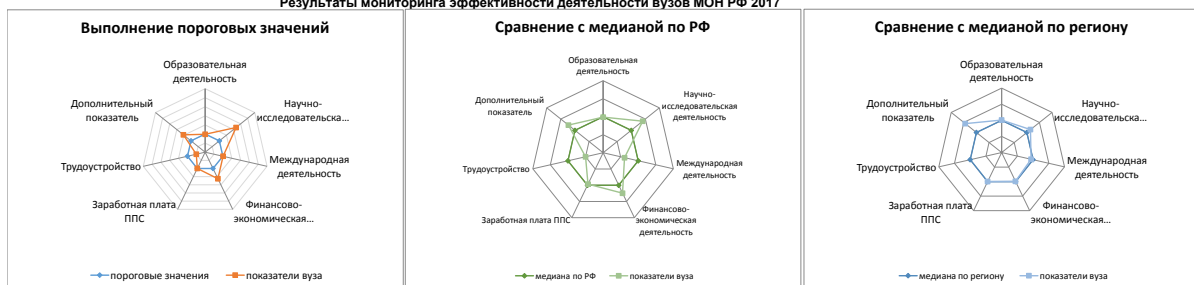 Результаты мониторинга эффективности деятельности вузов МОН РФ 2017
Выполнение пороговых значений
Образовательная
деятельность
Научно-
исследовательска…
Международная
деятельность
Финансово-
экономическая…
Заработная плата
ППС
Трудоустройство
Дополнительный
показатель
пороговые значения
показатели вуза
Сравнение с медианой по РФ
Образовательная
деятельность
Научно-
исследовательская
деятельность
Международная
деятельность
Финансово-
экономическая
деятельность
Заработная плата ППС
Трудоустройство
Дополнительный
показатель
медиана по РФ
показатели вуза
Сравнение с медианой по региону
Образовательная
деятельность
Научно-
исследовательска…
Международная
деятельность
Финансово-
экономическая…
Заработная плата
ППС
Трудоустройство
Дополнительный
показатель
медиана по региону
показатели вуза